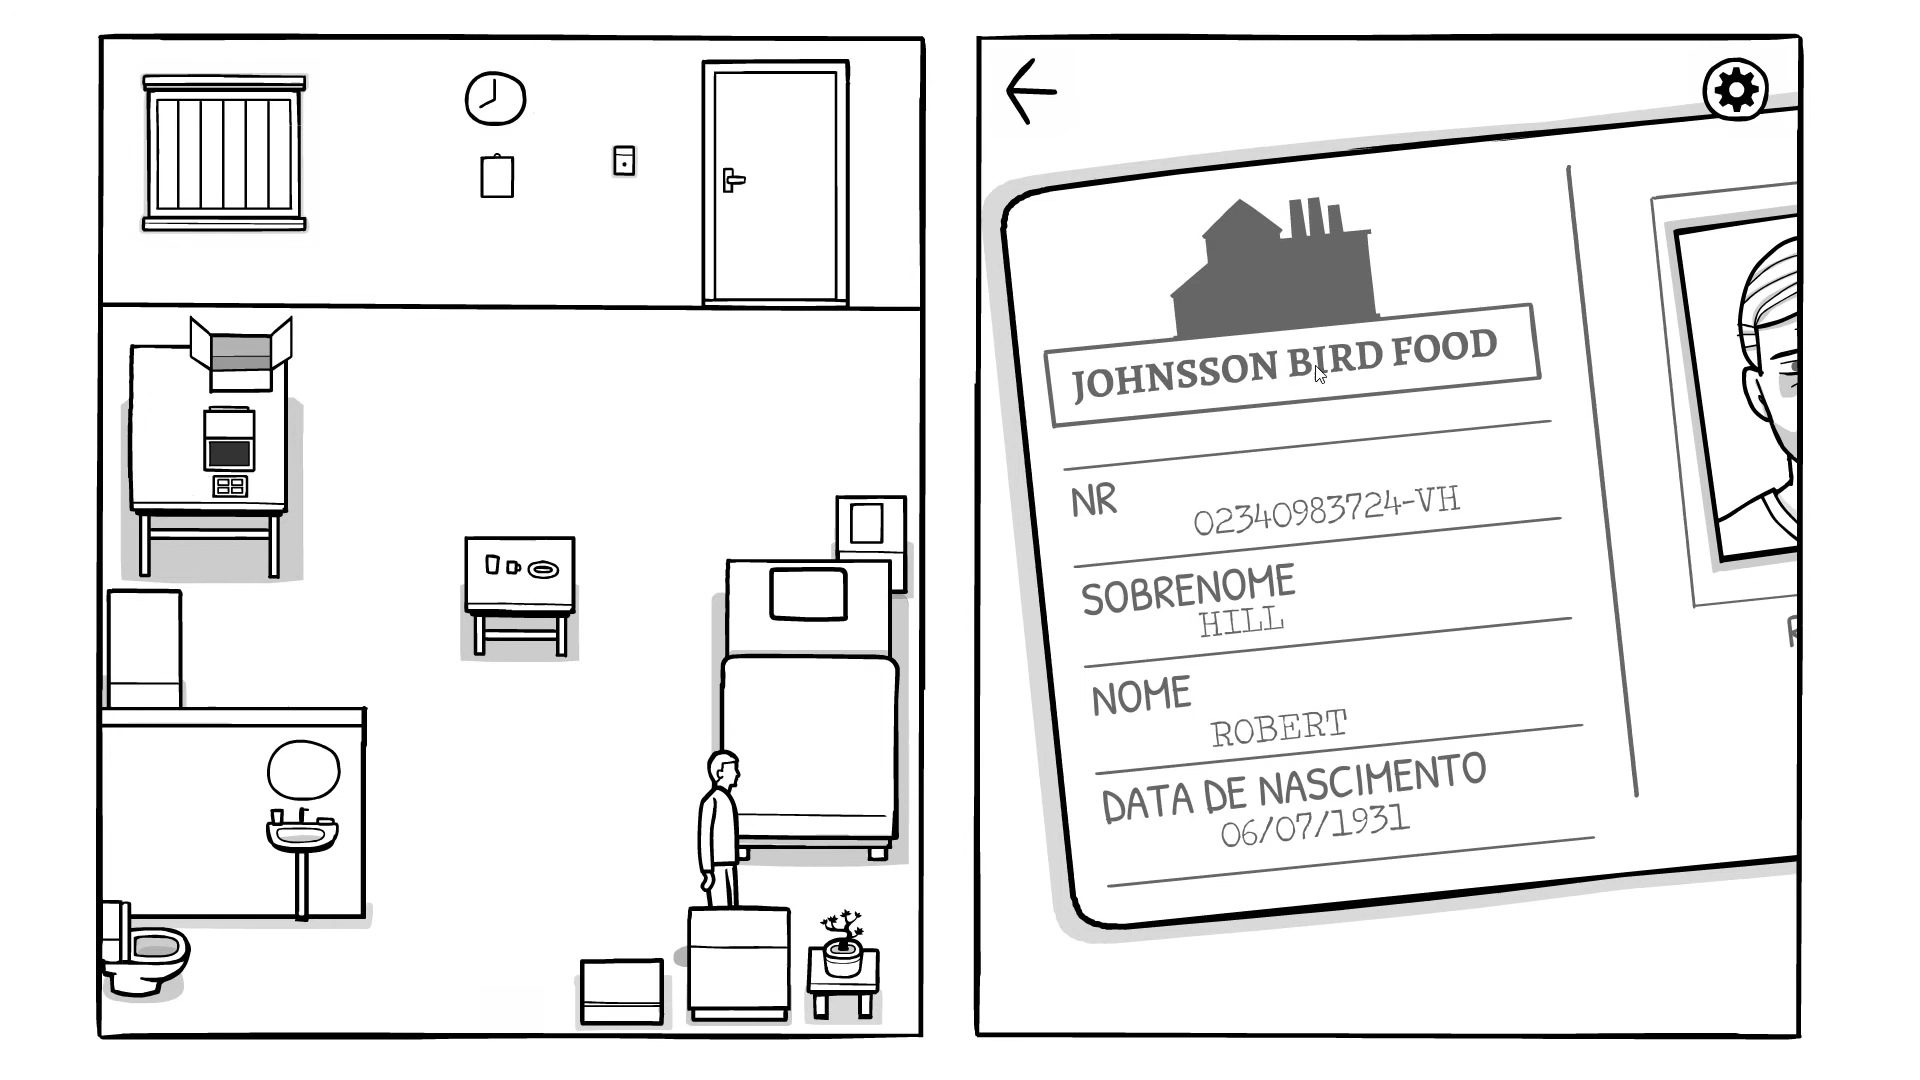 JOHNSSON BIRD FOOD
NR
02340983724-VH
SOBRENOME
HILL
NOME
ROBERT
DATA DE NASCIMENTO
06/07/1931